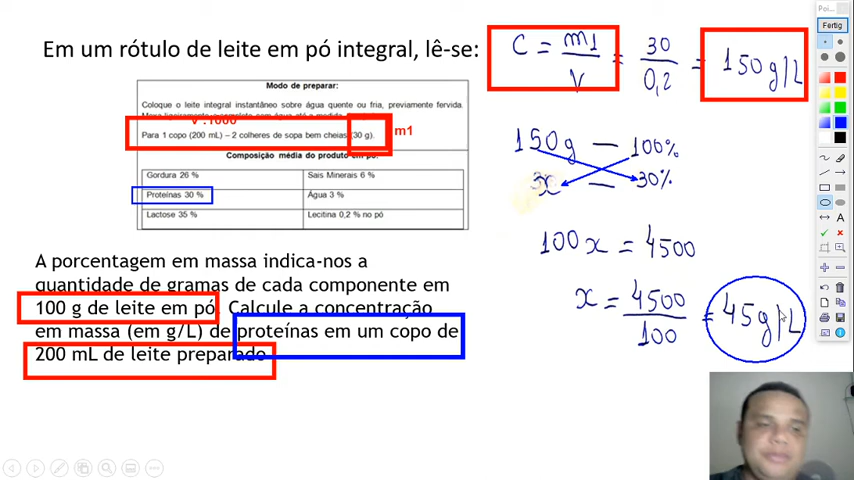 Em um rótulo de leite em pó integral, lê-se:
Modo de preparar:
Coloque o leite integral instantâneo sobre água quente ou fria, previamente fervida.
V :1000
Para 1 copo (200 mL) – 2 colheres de sopa bem cheias (30 g).
m1
Composição média do produto em pó:
Gordura 26 % Sais Minerais 6 %
Proteínas 30 % Água 3 %
Lactose 35 % Lecitina 0,2 % no pó
A porcentagem em massa indica-nos a
quantidade de gramas de cada componente em
100 g de leite em pó. Calcule a concentração
em massa (em g/L) de proteínas em um copo de
200 mL de leite preparado
C = m1 / V = 30 / 0,2 = 150 g/L
150g — 100%
x — 30%
100x = 4500
x = 4500 / 100 = 45g/L
Fertig